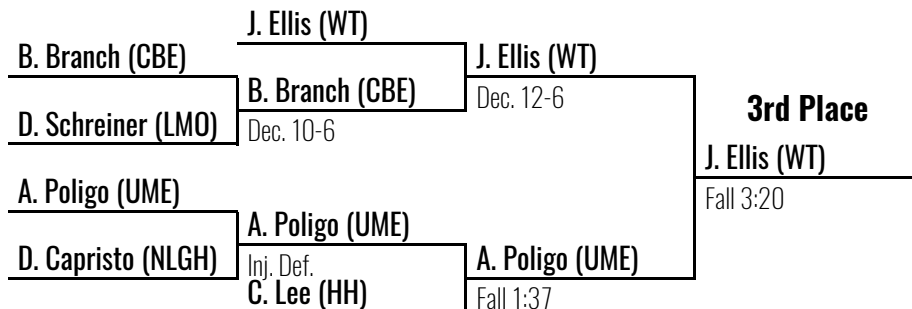 J. Ellis (WT)
B. Branch (CBE)
J. Ellis (WT)
B. Branch (CBE)
Dec. 12-6
3rd Place
D. Schreiner (LMO)
Dec. 10-6
J. Ellis (WT)
A. Poligo (UME)
Fall 3:20
A. Poligo (UME)
D. Capristo (NLGH)
A. Poligo (UME)
Inj. Def.
C. Lee (HH)
Fall 1:37